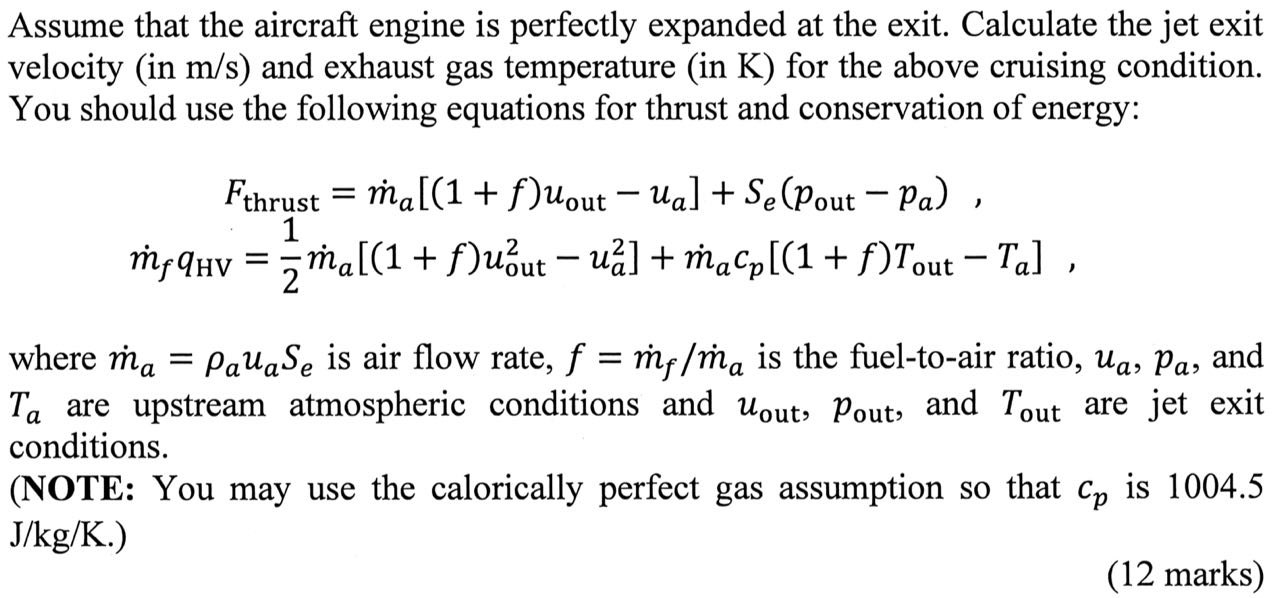 Assume that the aircraft engine is perfectly expanded at the exit. Calculate the jet exit
velocity (in m/s) and exhaust gas temperature (in K) for the above cruising condition.
You should use the following equations for thrust and conservation of energy:
F_thrust = ṁ_a[(1 + f)u_out − u_a] + S_e(p_out − p_a) ,
ṁ_f q_HV = 1/2 ṁ_a[(1 + f)u_out^2 − u_a^2] + ṁ_a c_p[(1 + f)T_out − T_a] ,
where ṁ_a = ρ_a u_a S_e is air flow rate, f = ṁ_f/ṁ_a is the fuel-to-air ratio, u_a, p_a, and
T_a are upstream atmospheric conditions and u_out, p_out, and T_out are jet exit
conditions.
(NOTE: You may use the calorically perfect gas assumption so that c_p is 1004.5
J/kg/K.)
(12 marks)